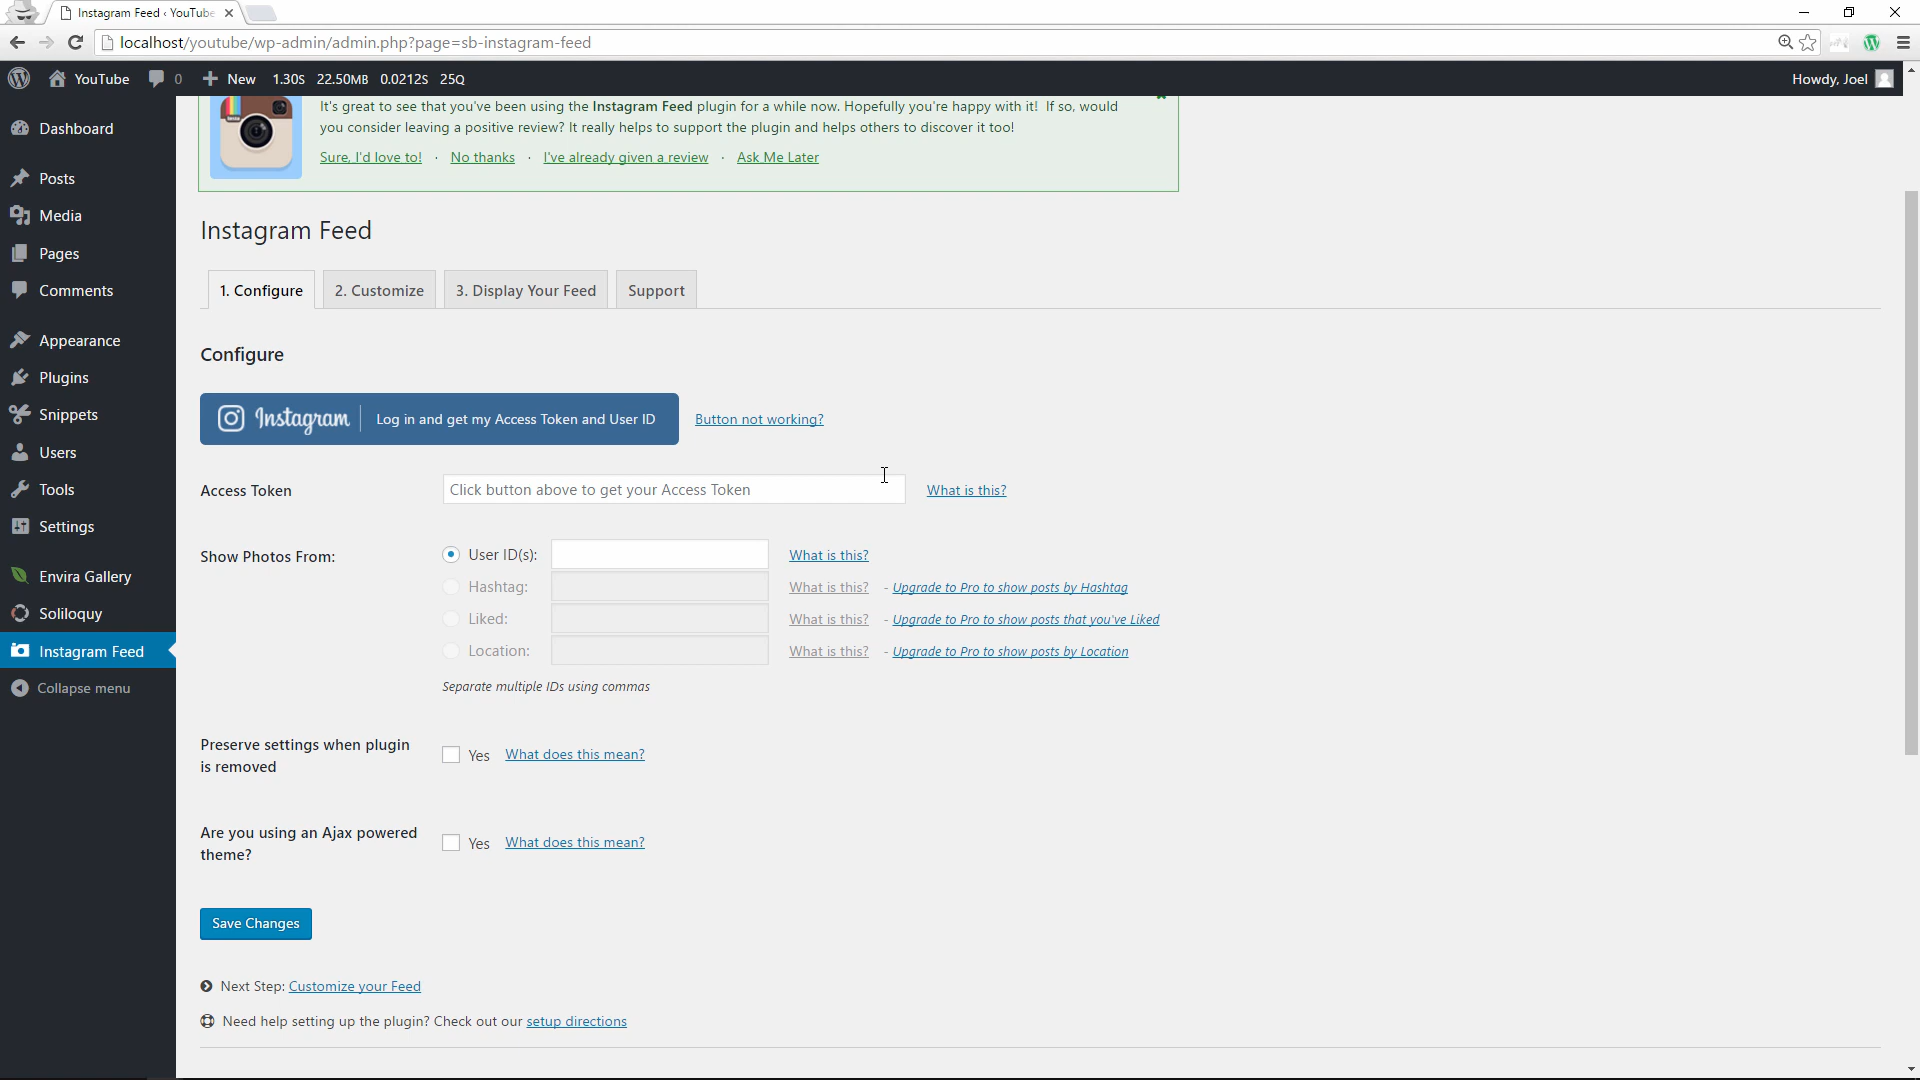 Instagram Feed ‹ YouTube
localhost/youtube/wp-admin/admin.php?page=sb-instagram-feed
YouTube 0 New 1.30S 22.50MB 0.0212S 25Q Howdy, Joel
Dashboard
Posts
Media
Pages
Comments
Appearance
Plugins
Snippets
Users
Tools
Settings
Envira Gallery
Soliloquy
Instagram Feed
Collapse menu
It's great to see that you've been using the Instagram Feed plugin for a while now. Hopefully you're happy with it! If so, would
you consider leaving a positive review? It really helps to support the plugin and helps others to discover it too!
Sure, I'd love to! · No thanks · I've already given a review · Ask Me Later
Instagram Feed
1. Configure 2. Customize 3. Display Your Feed Support
Configure
Instagram Log in and get my Access Token and User ID Button not working?
Access Token Click button above to get your Access Token What is this?
Show Photos From: User ID(s): What is this?
Hashtag: What is this? - Upgrade to Pro to show posts by Hashtag
Liked: What is this? - Upgrade to Pro to show posts that you've Liked
Location: What is this? - Upgrade to Pro to show posts by Location
Separate multiple IDs using commas
Preserve settings when plugin
is removed
Yes What does this mean?
Are you using an Ajax powered
theme?
Yes What does this mean?
Save Changes
Next Step: Customize your Feed
Need help setting up the plugin? Check out our setup directions